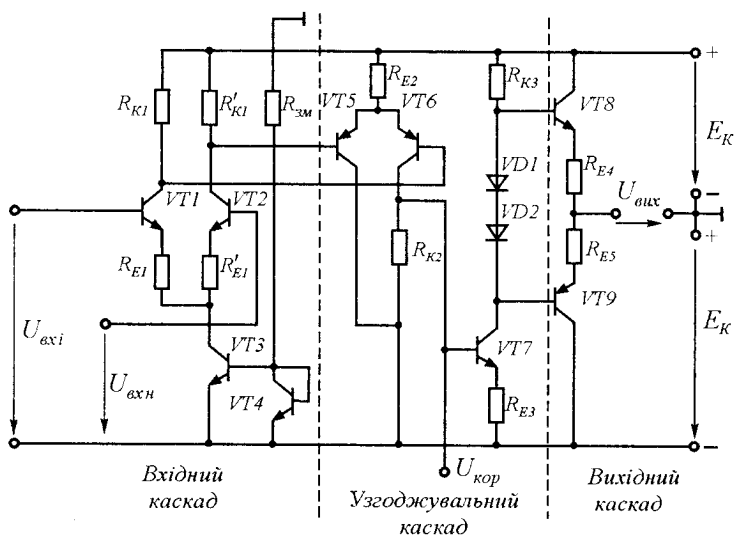 +
R_E2
R_K1
R'_K1
R_зм
VT5
VT6
R_K3
VT8
E_K
VD1
R_E4
−
U_вих
VT1
VT2
VD2
+
R_E1
R'_E1
R_K2
R_E5
VT9
U_вхі
VT3
VT7
E_K
U_вхн
VT4
R_E3
−
Вхідний
каскад
U_кор
Узгоджувальний
каскад
Вихідний
каскад